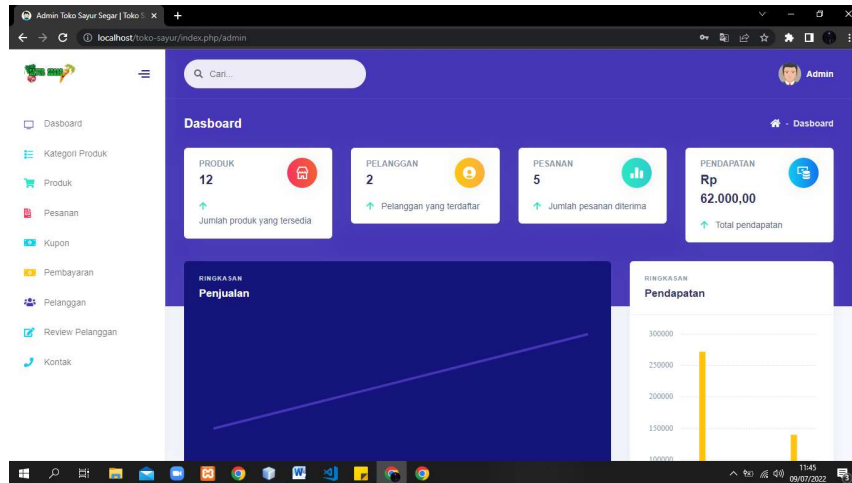 Admin Toko Sayur Segar | Toko S
localhost/toko-sayur/index.php/admin
Cari...
Admin
Dasboard
Kategori Produk
Produk
Pesanan
Kupon
Pembayaran
Pelanggan
Review Pelanggan
Kontak
Dasboard
- Dasboard
PRODUK
12
Jumlah produk yang tersedia
PELANGGAN
2
Pelanggan yang terdaftar
PESANAN
5
Jumlah pesanan diterima
PENDAPATAN
Rp
62.000,00
Total pendapatan
RINGKASAN
Penjualan
RINGKASAN
Pendapatan
300000
250000
200000
150000
100000
11:45
09/07/2022